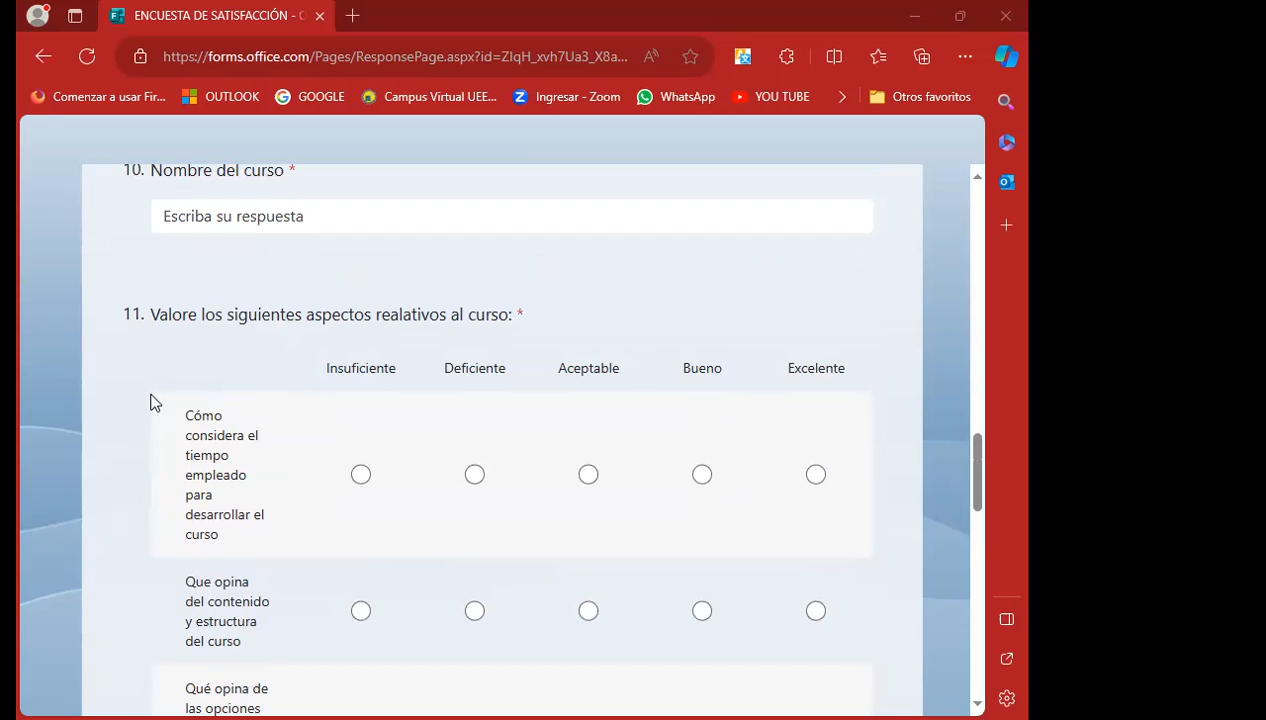 ENCUESTA DE SATISFACCIÓN - C
https://forms.office.com/Pages/ResponsePage.aspx?id=ZIqH_xvh7Ua3_X8a...
Comenzar a usar Fir...
OUTLOOK
GOOGLE
Campus Virtual UEE...
Ingresar - Zoom
WhatsApp
YOU TUBE
Otros favoritos
10. Nombre del curso *
Escriba su respuesta
11. Valore los siguientes aspectos realativos al curso: *
Insuficiente Deficiente Aceptable Bueno Excelente
Cómo
considera el
tiempo
empleado
para
desarrollar el
curso
Que opina
del contenido
y estructura
del curso
Qué opina de
las opciones